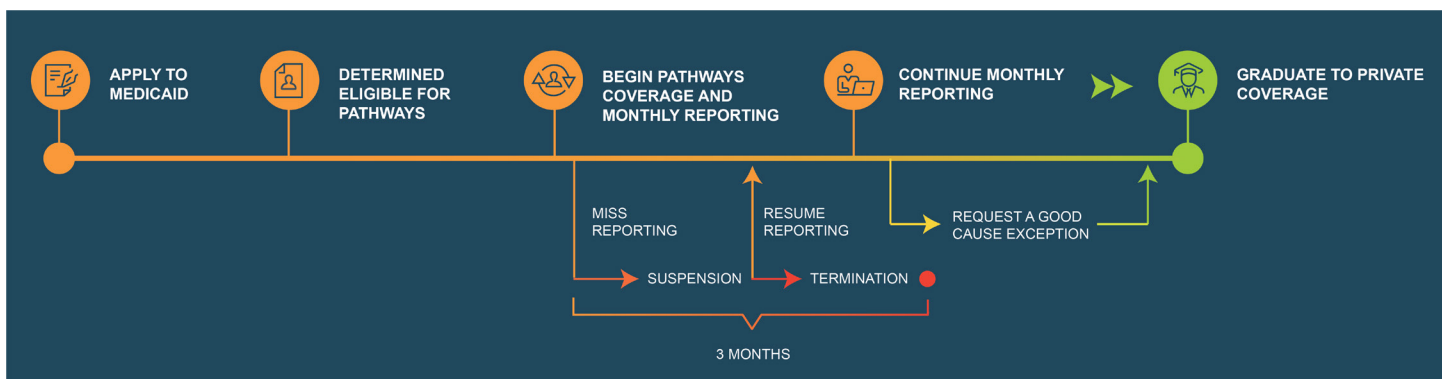 APPLY TO
MEDICAID
DETERMINED
ELIGIBLE FOR
PATHWAYS
BEGIN PATHWAYS
COVERAGE AND
MONTHLY REPORTING
CONTINUE MONTHLY
REPORTING
GRADUATE TO PRIVATE
COVERAGE
MISS
REPORTING
RESUME
REPORTING
REQUEST A GOOD
CAUSE EXCEPTION
SUSPENSION
TERMINATION
3 MONTHS